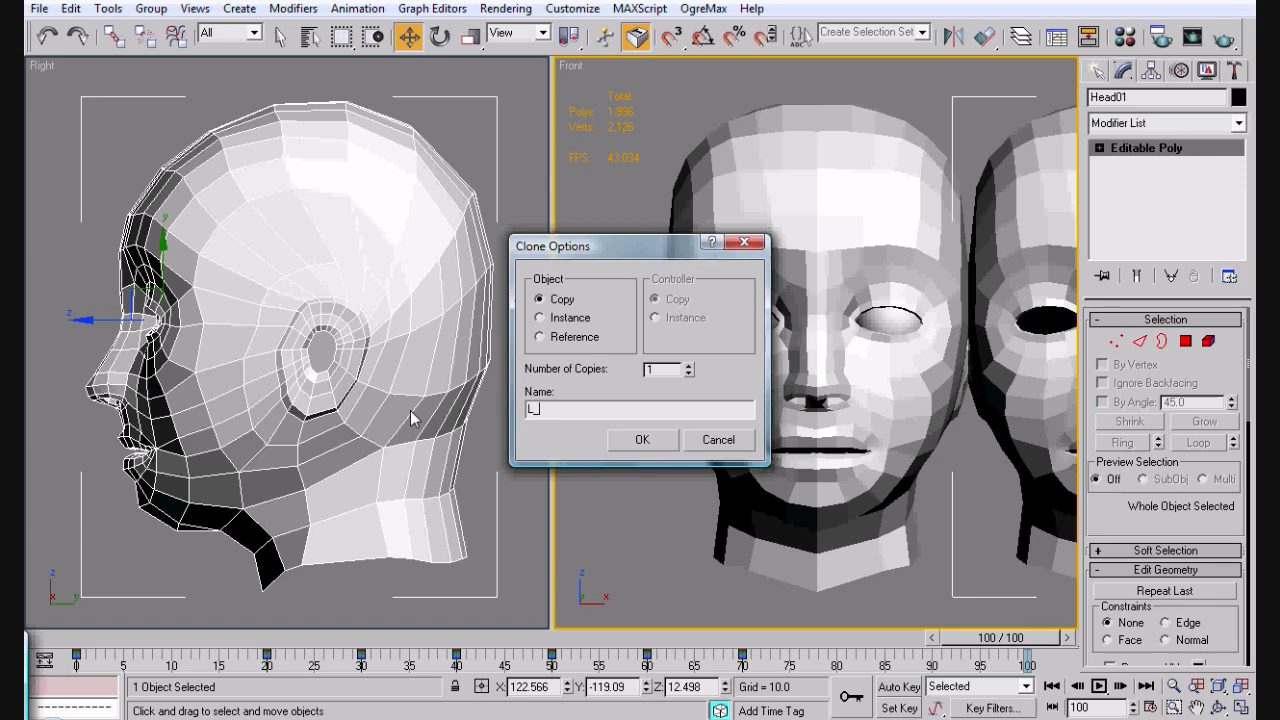 File Edit Tools Group Views Create Modifiers Animation Graph Editors Rendering Customize MAXScript OgreMax Help
All View 3 % ABC Create Selection Set
Right Front
Total
Polys: 1,996
Verts: 2,126
FPS: 43.034
Head01
Modifier List
Editable Poly
Clone Options
Object Controller
Copy Copy
Instance Instance
Reference
Number of Copies: 1
Name:
L_
OK Cancel
y
z
z
x y
z
y x
- Selection
By Vertex
Ignore Backfacing
By Angle: 45.0
Shrink Grow
Ring Loop
Preview Selection
Off SubObj Multi
Whole Object Selected
+ Soft Selection
- Edit Geometry
Repeat Last
Constraints
None Edge
Face Normal
< 100 / 100 >
0 5 10 15 20 25 30 35 40 45 50 55 60 65 70 75 80 85 90 95 100
1 Object Selected X: 122.566 Y: -119.09 Z: 12.498 Grid = 10.0 Auto Key Selected
Click and drag to select and move objects Add Time Tag Set Key Key Filters... 100